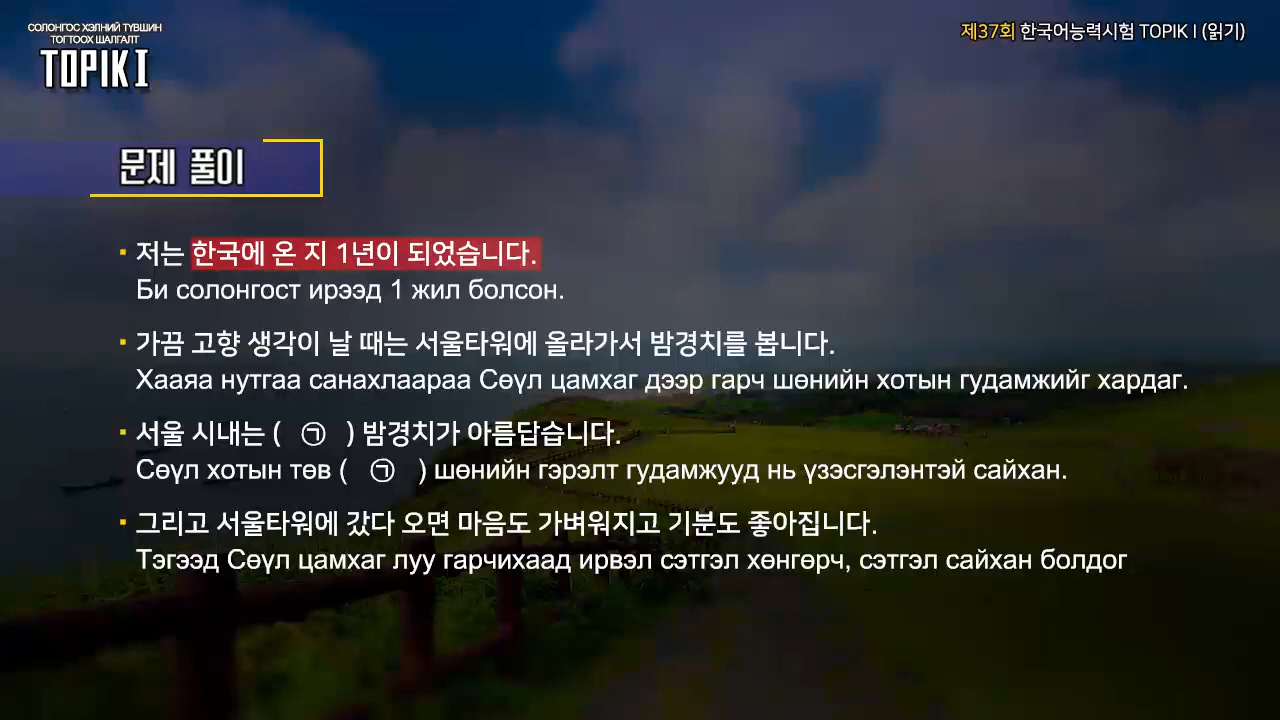 СОЛОНГОС ХЭЛНИЙ ТҮВШИН
ТОГТООХ ШАЛГАЛТ
TOPIK I
제37회 한국어능력시험 TOPIK I (읽기)
문제 풀이
저는 한국에 온 지 1년이 되었습니다.
Би солонгост ирээд 1 жил болсон.
가끔 고향 생각이 날 때는 서울타워에 올라가서 밤경치를 봅니다.
Хааяа нутгаа санахлаараа Сөүл цамхаг дээр гарч шөнийн хотын гудамжийг хардаг.
서울 시내는 ( ㉠ ) 밤경치가 아름답습니다.
Сөүл хотын төв ( ㉠ ) шөнийн гэрэлт гудамжууд нь үзэсгэлэнтэй сайхан.
그리고 서울타워에 갔다 오면 마음도 가벼워지고 기분도 좋아집니다.
Тэгээд Сөүл цамхаг луу гарчихаад ирвэл сэтгэл хөнгөрч, сэтгэл сайхан болдог